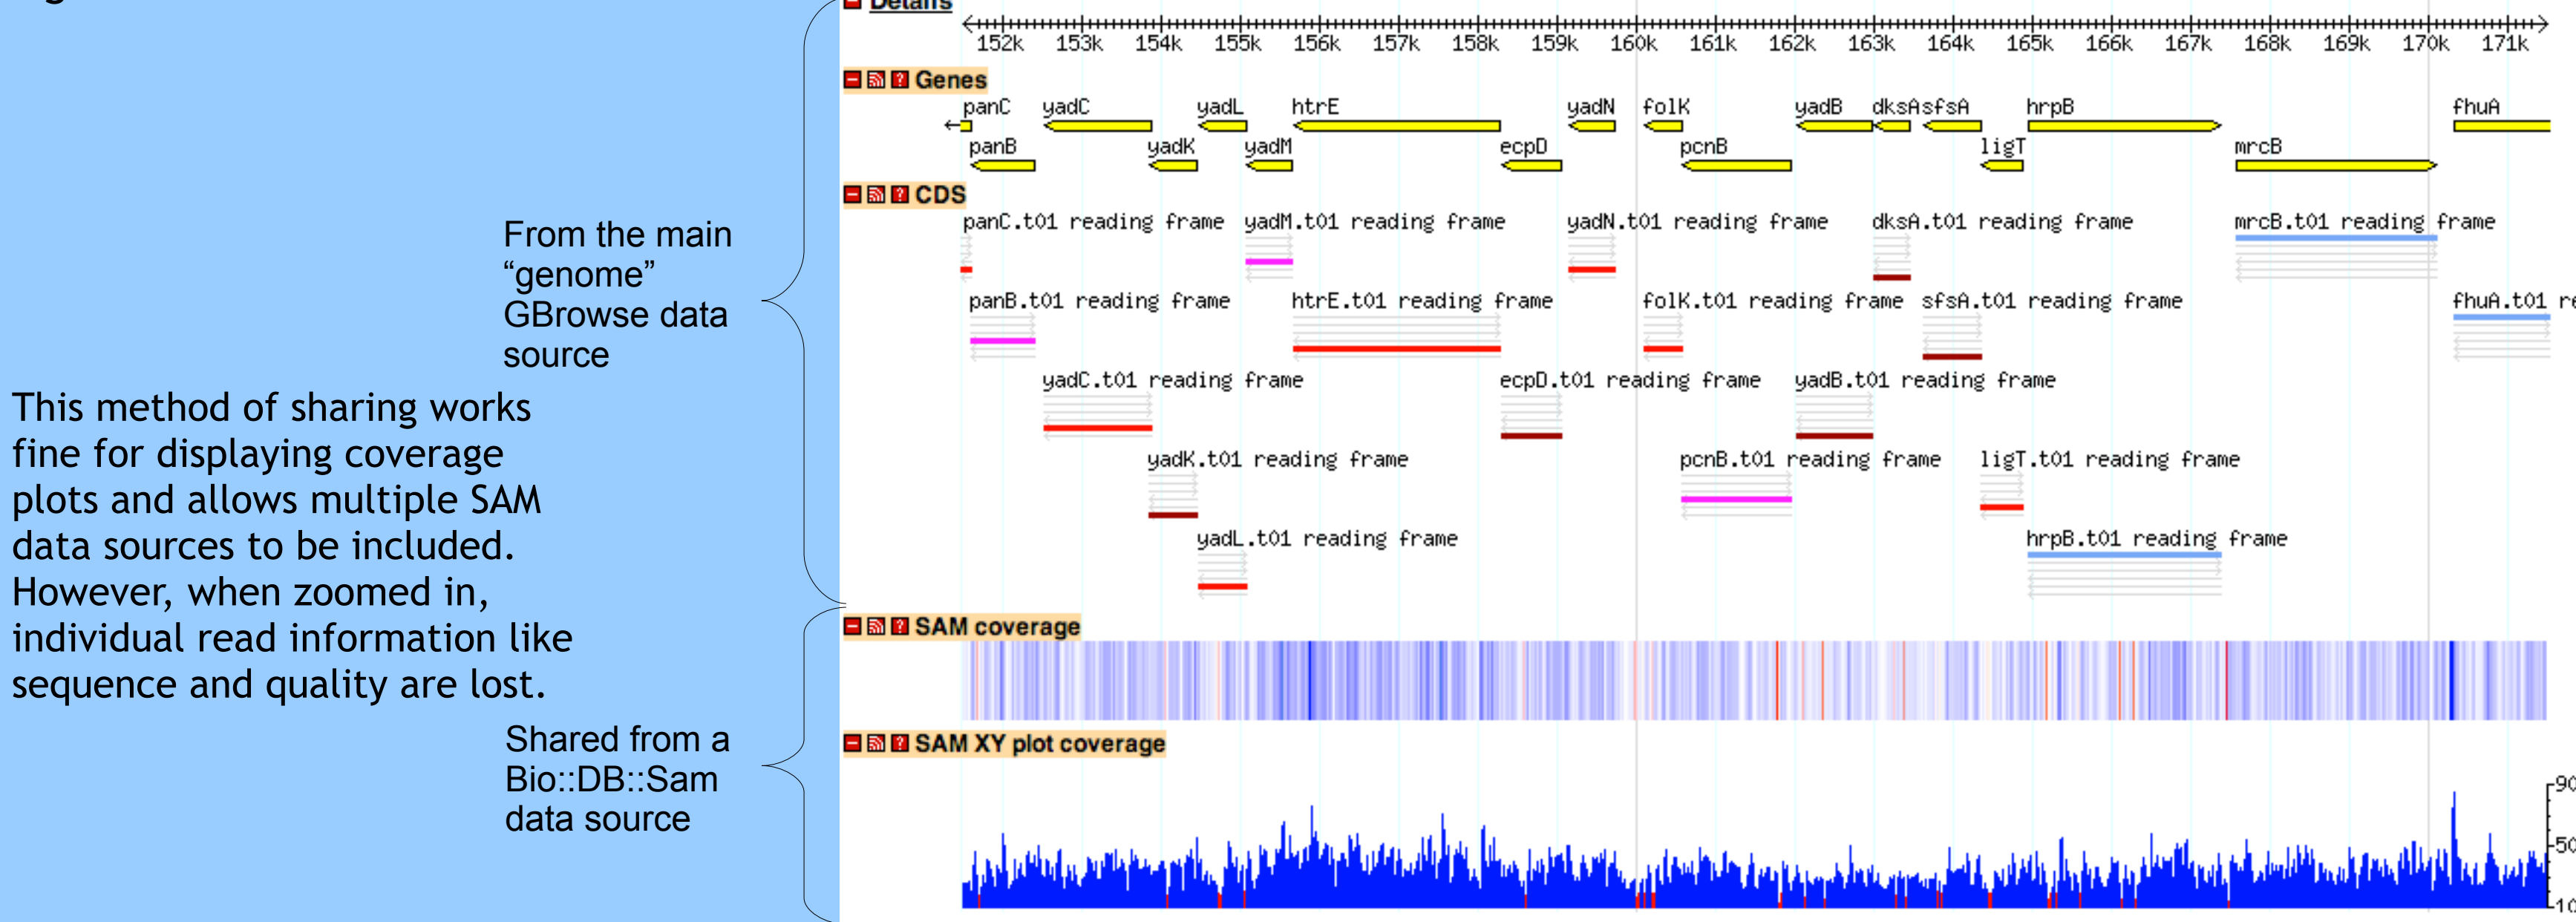 Details
152k 153k 154k 155k 156k 157k 158k 159k 160k 161k 162k 163k 164k 165k 166k 167k 168k 169k 170k 171k
Genes
panC yadC yadL htrE yadN folK yadB dksA sfsA hrpB fhuA
panB yadK yadM ecpD pcnB ligT mrcB
CDS
panC.t01 reading frame yadM.t01 reading frame yadN.t01 reading frame dksA.t01 reading frame mrcB.t01 reading frame
panB.t01 reading frame htrE.t01 reading frame folK.t01 reading frame sfsA.t01 reading frame fhuA.t01 re
yadC.t01 reading frame ecpD.t01 reading frame yadB.t01 reading frame
yadK.t01 reading frame pcnB.t01 reading frame ligT.t01 reading frame
yadL.t01 reading frame hrpB.t01 reading frame
From the main
“genome”
GBrowse data
source
This method of sharing works
fine for displaying coverage
plots and allows multiple SAM
data sources to be included.
However, when zoomed in,
individual read information like
sequence and quality are lost.
SAM coverage
Shared from a
Bio::DB::Sam
data source
SAM XY plot coverage
90
50
10